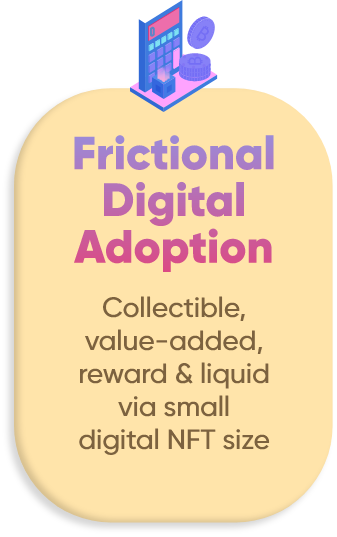 Frictional
Digital
Adoption
Collectible,
value-added,
reward & liquid
via small
digital NFT size